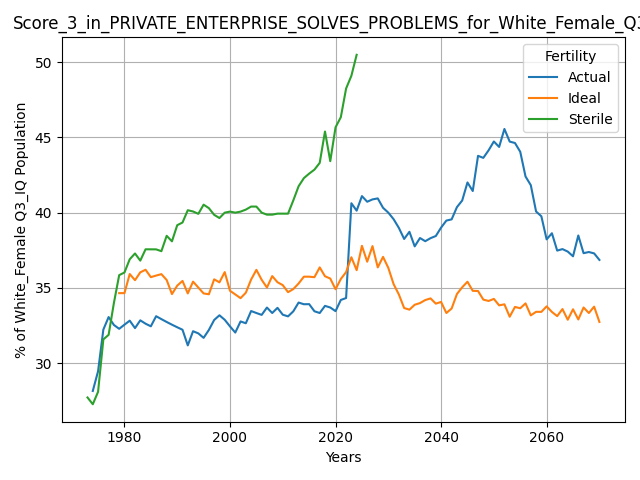 Score_3_in_PRIVATE_ENTERPRISE_SOLVES_PROBLEMS_for_White_Female_Q3
Fertility
Actual
Ideal
Sterile
% of White_Female Q3_IQ Population
50
45
40
35
30
1980 2000 2020 2040 2060
Years